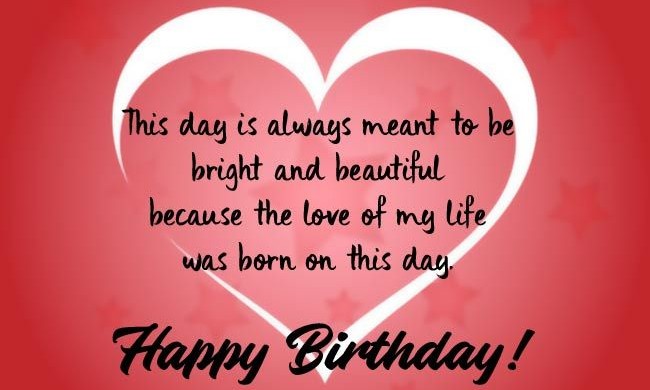 This day is always meant to be
bright and beautiful
because the love of my life
was born on this day.
Happy Birthday!